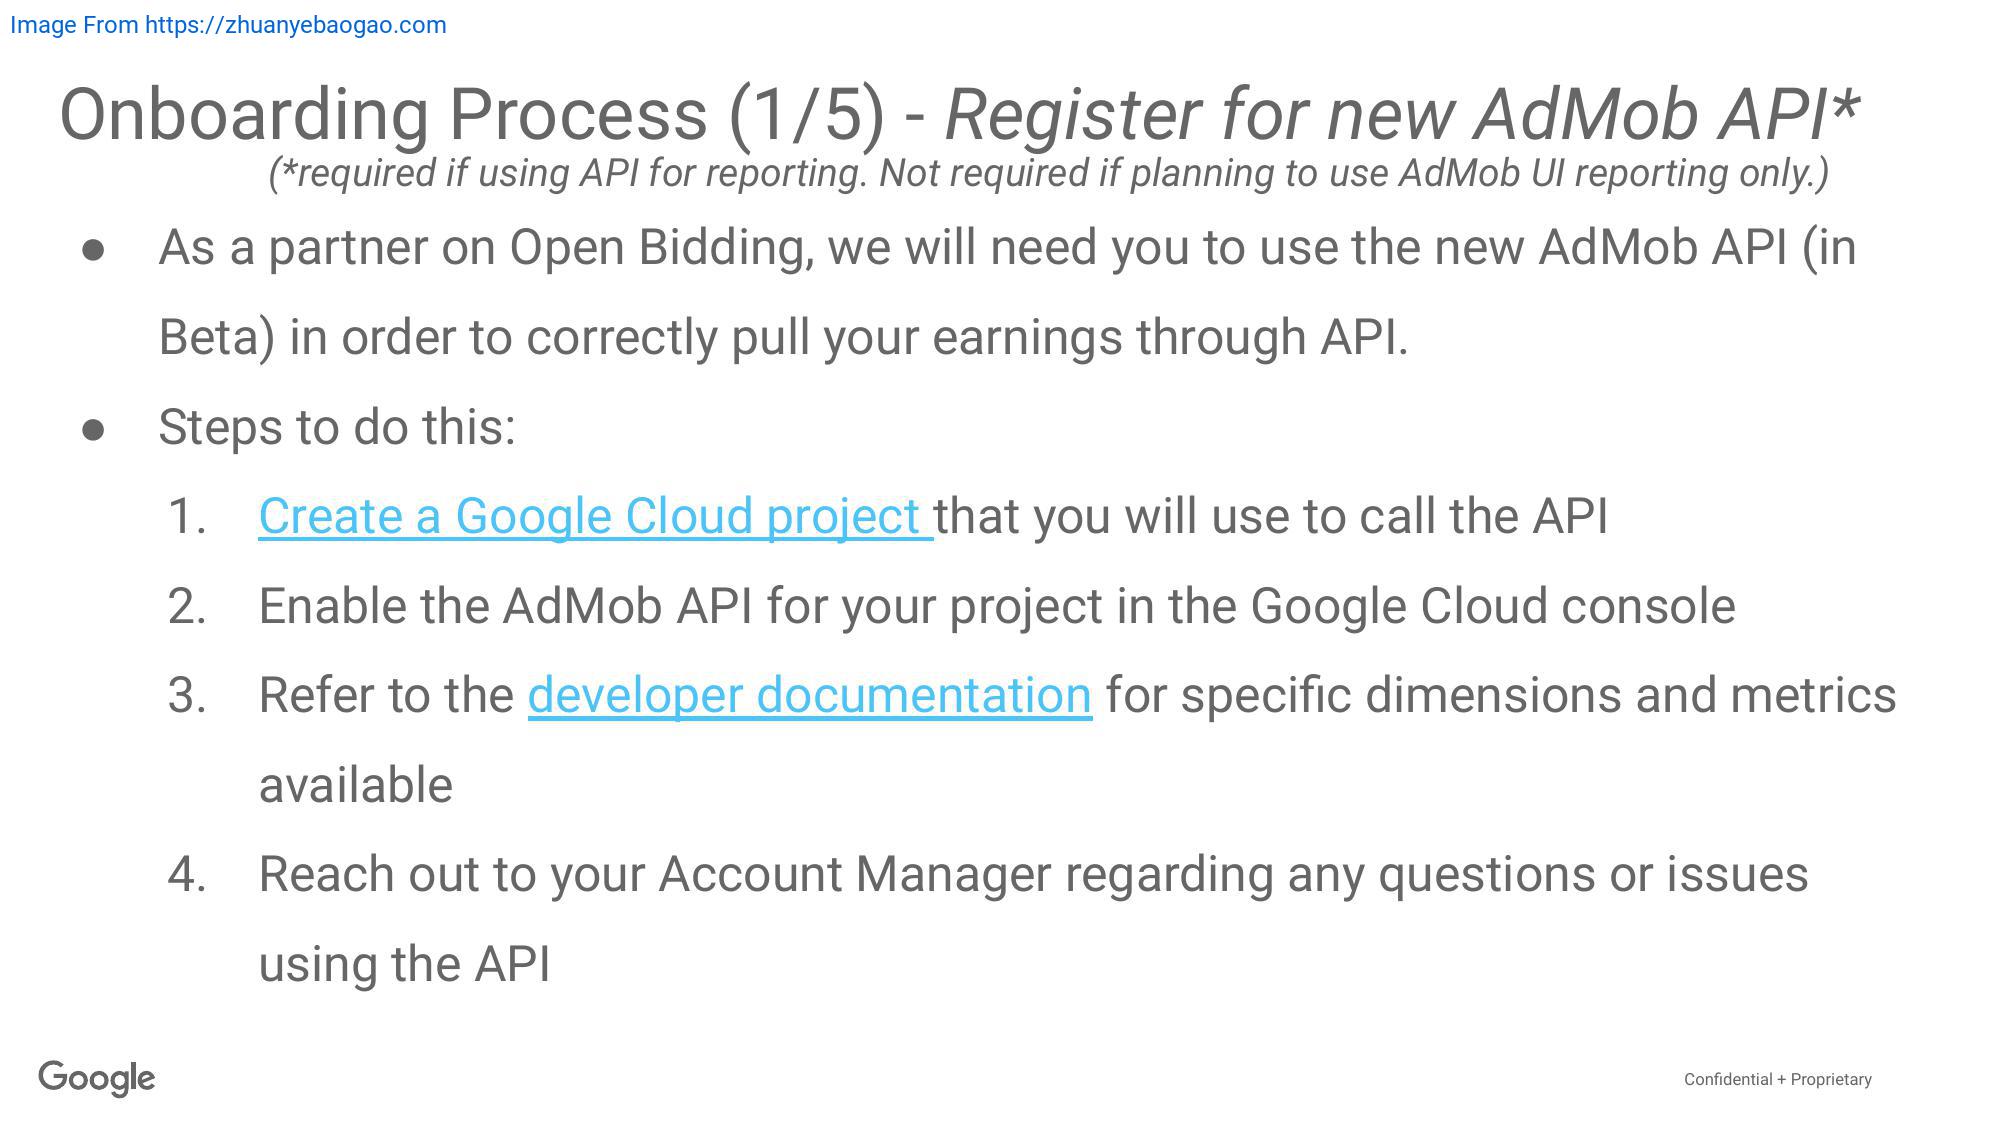 Image From https://zhuanyebaogao.com
Onboarding Process (1/5) - Register for new AdMob API*
(*required if using API for reporting. Not required if planning to use AdMob UI reporting only.)
● As a partner on Open Bidding, we will need you to use the new AdMob API (in
Beta) in order to correctly pull your earnings through API.
● Steps to do this:
1. Create a Google Cloud project that you will use to call the API
2. Enable the AdMob API for your project in the Google Cloud console
3. Refer to the developer documentation for specific dimensions and metrics
available
4. Reach out to your Account Manager regarding any questions or issues
using the API
Google
Confidential + Proprietary